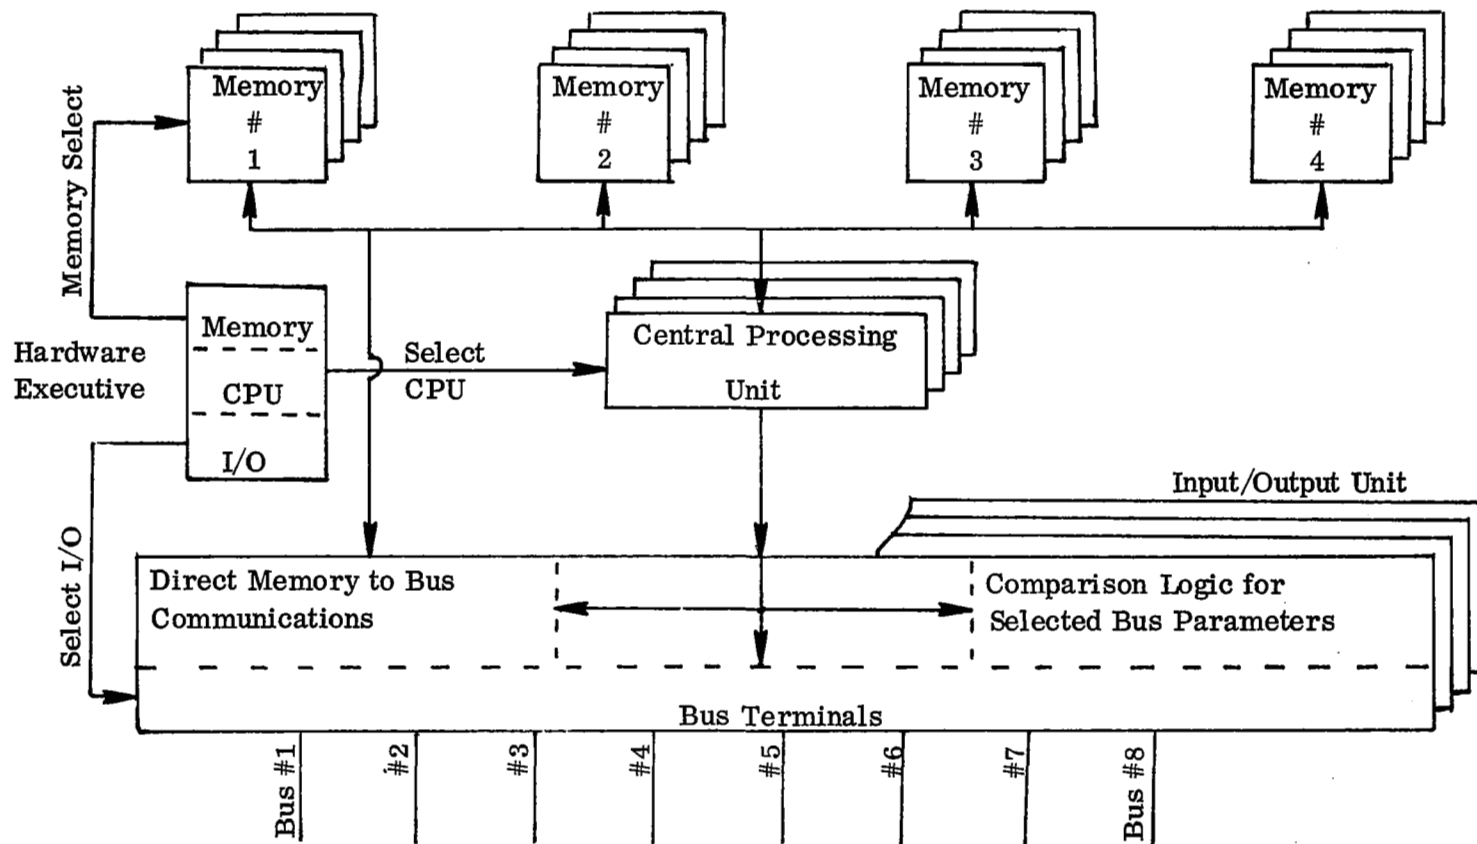 Memory
#
1
Memory
#
2
Memory
#
3
Memory
#
4
Memory Select
Hardware
Executive
Memory
CPU
I/O
Select
CPU
Central Processing
Unit
Select I/O
Input/Output Unit
Direct Memory to Bus
Communications
Comparison Logic for
Selected Bus Parameters
Bus Terminals
Bus #1
#2
#3
#4
#5
#6
#7
Bus #8